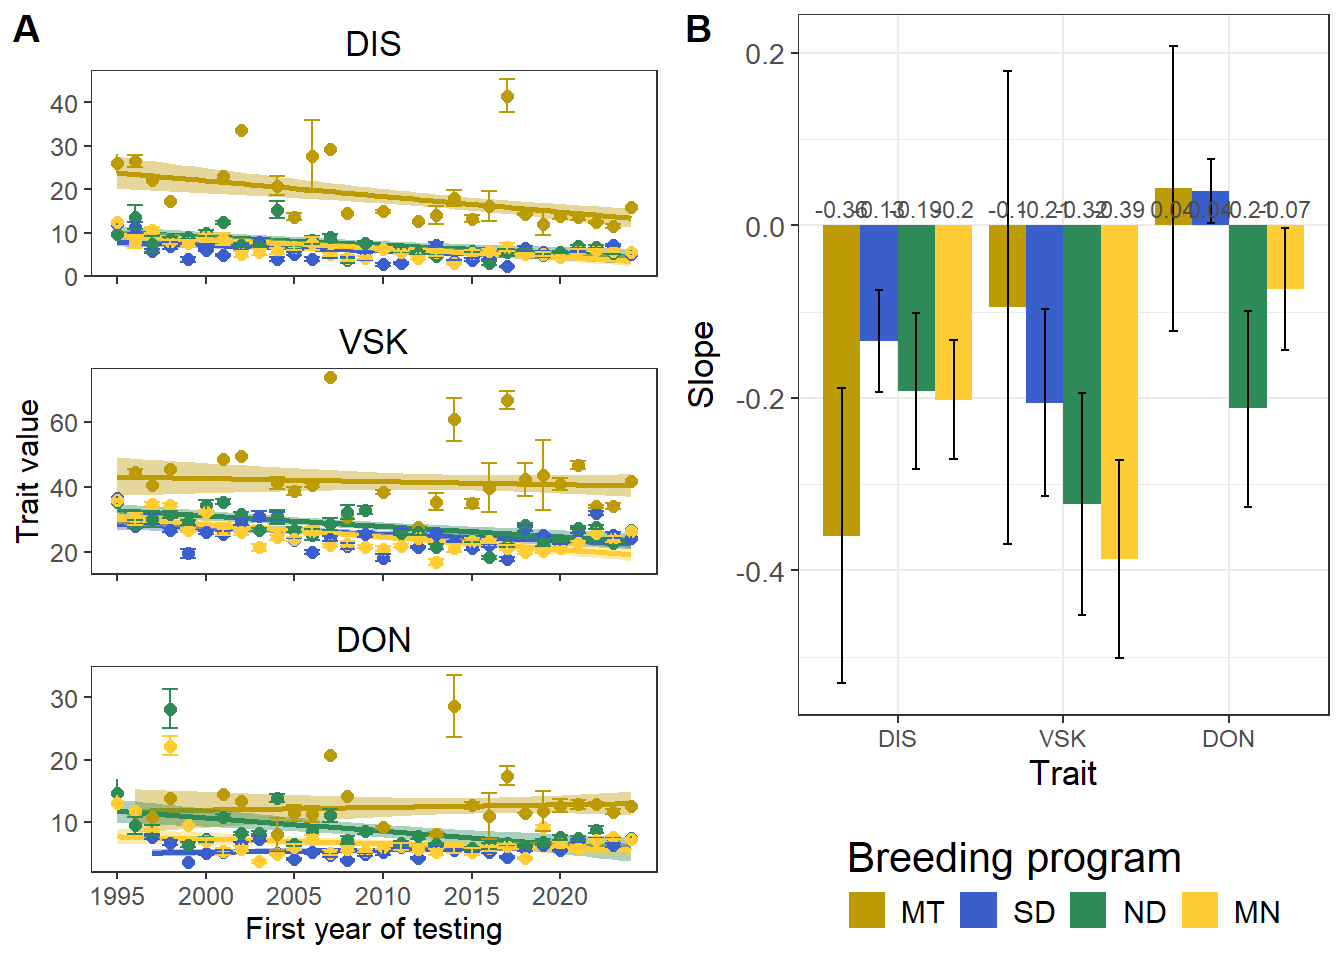 A
DIS
40
30
20
10
0
VSK
60
40
20
DON
30
20
10
1995 2000 2005 2010 2015 2020
First year of testing
Trait value
B
0.2
0.0
-0.2
-0.4
Slope
-0.36 -0.13 -0.19 -0.2 -0.1 -0.21 -0.32 -0.39 0.04 0.04 -0.21 -0.07
DIS VSK DON
Trait
Breeding program
MT SD ND MN